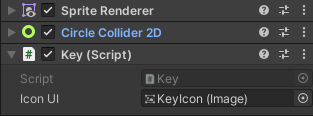 Sprite Renderer
Circle Collider 2D
# Key (Script)
Script Key
Icon UI KeyIcon (Image)